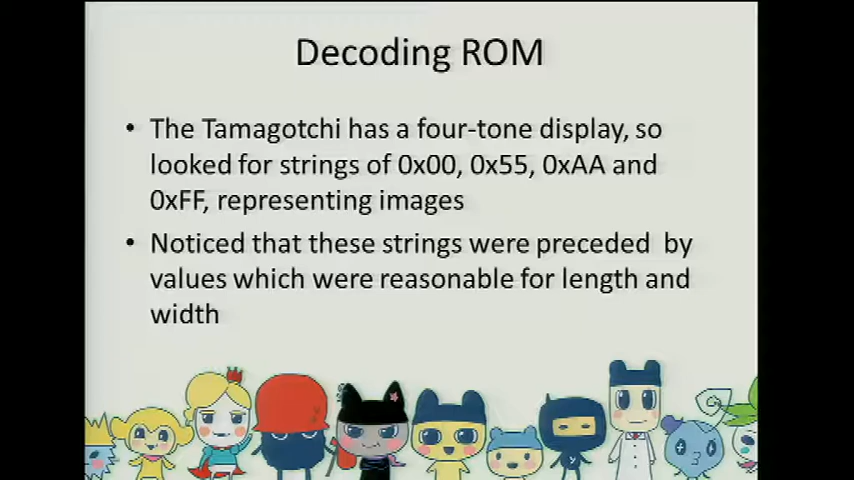 Decoding ROM
• The Tamagotchi has a four-tone display, so
looked for strings of 0x00, 0x55, 0xAA and
0xFF, representing images
• Noticed that these strings were preceded by
values which were reasonable for length and
width